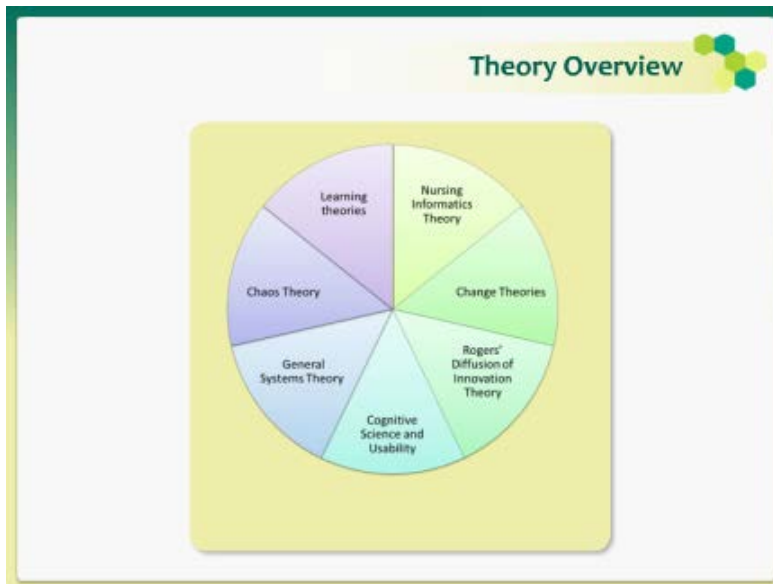 Theory Overview
Learning
theories
Nursing
Informatics
Theory
Chaos Theory
Change Theories
General
Systems Theory
Rogers'
Diffusion of
Innovation
Theory
Cognitive
Science and
Usability